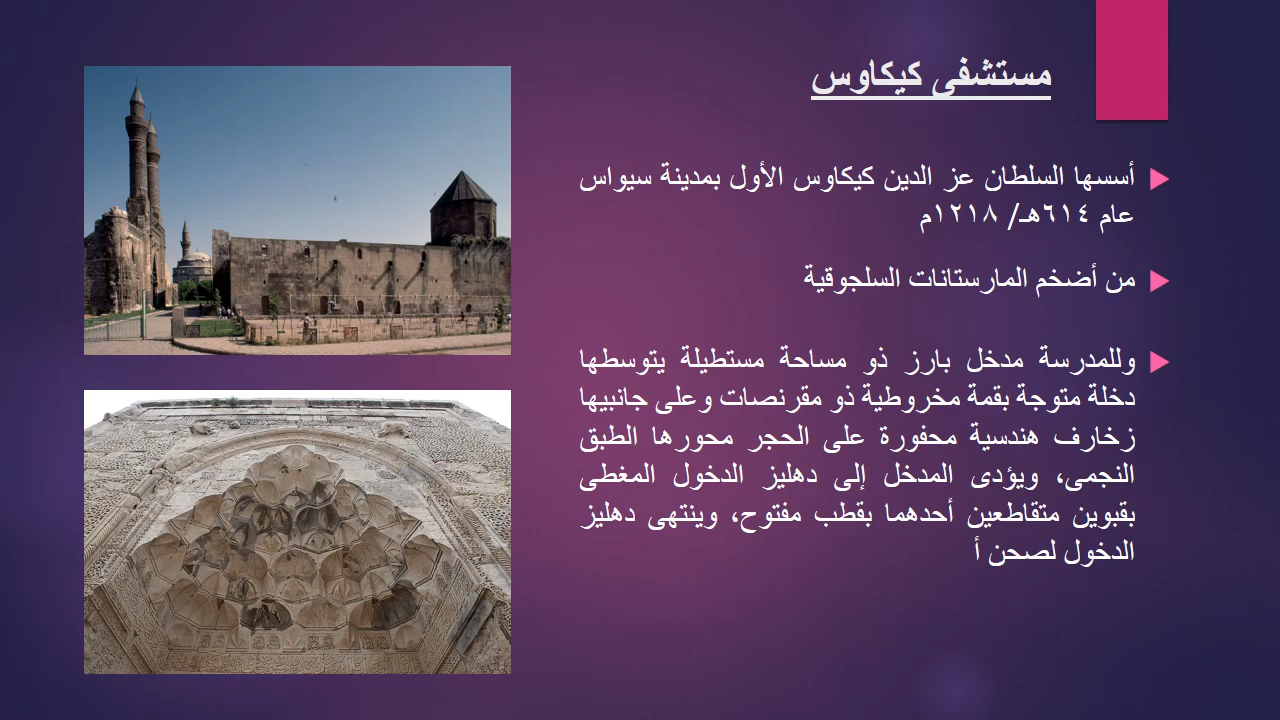 مستشفى كيكاوس
أسسها السلطان عز الدين كيكاوس الأول بمدينة سيواس
عام ٦١٤هـ/ ١٢١٨م
من أضخم المارستانات السلجوقية
وللمدرسة مدخل بارز ذو مساحة مستطيلة يتوسطها
دخلة متوجة بقمة مخروطية ذو مقرنصات وعلى جانبيها
زخارف هندسية محفورة على الحجر محورها الطبق
النجمى، ويؤدى المدخل إلى دهليز الدخول المغطى
بقبوين متقاطعين أحدهما بقطب مفتوح، وينتهى دهليز
الدخول لصحن أ